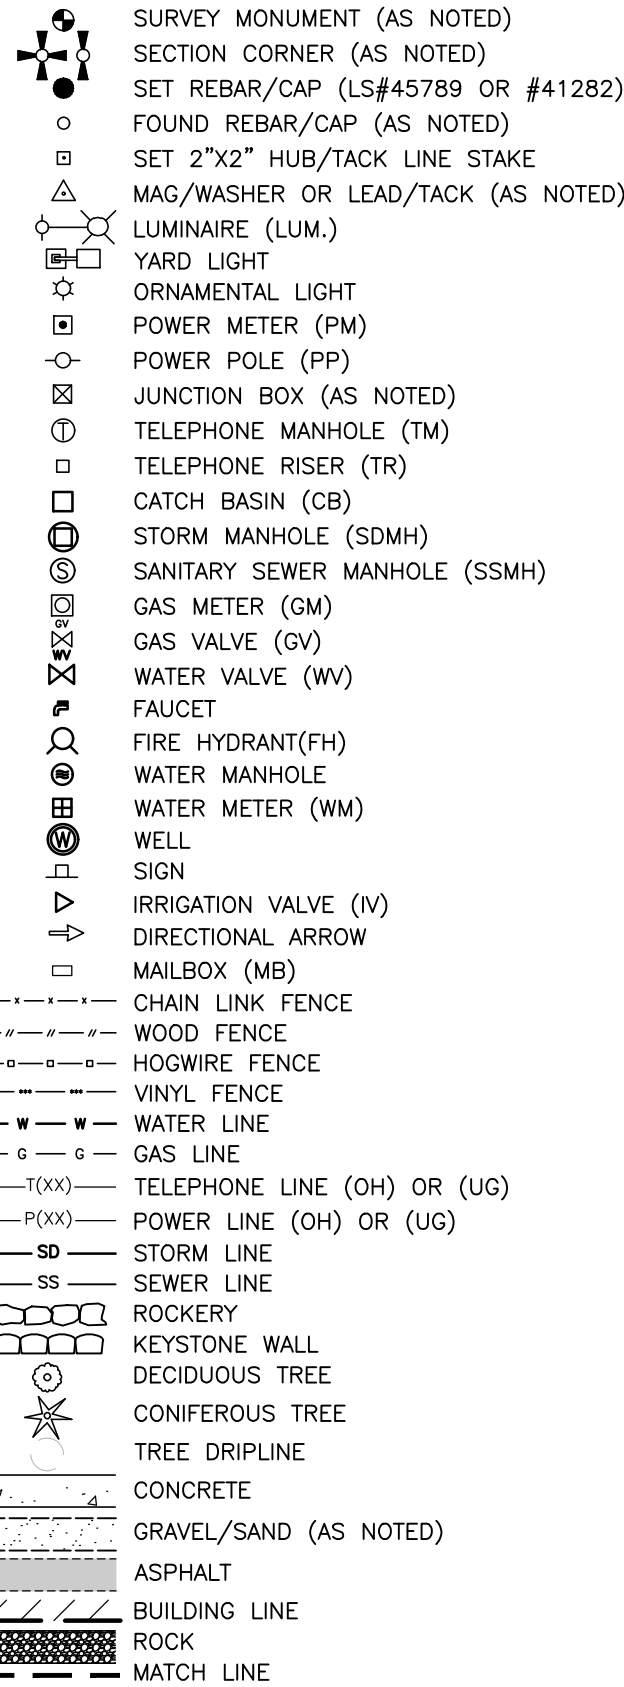 SURVEY MONUMENT (AS NOTED)
SECTION CORNER (AS NOTED)
SET REBAR/CAP (LS#45789 OR #41282)
FOUND REBAR/CAP (AS NOTED)
SET 2"X2" HUB/TACK LINE STAKE
MAG/WASHER OR LEAD/TACK (AS NOTED)
LUMINAIRE (LUM.)
YARD LIGHT
ORNAMENTAL LIGHT
POWER METER (PM)
POWER POLE (PP)
JUNCTION BOX (AS NOTED)
T TELEPHONE MANHOLE (TM)
TELEPHONE RISER (TR)
CATCH BASIN (CB)
STORM MANHOLE (SDMH)
S SANITARY SEWER MANHOLE (SSMH)
GAS METER (GM)
GV GAS VALVE (GV)
WV WATER VALVE (WV)
FAUCET
FIRE HYDRANT(FH)
WATER MANHOLE
WATER METER (WM)
W WELL
SIGN
IRRIGATION VALVE (IV)
DIRECTIONAL ARROW
MAILBOX (MB)
x x x CHAIN LINK FENCE
WOOD FENCE
HOGWIRE FENCE
*** *** VINYL FENCE
W W WATER LINE
G G GAS LINE
T(XX) TELEPHONE LINE (OH) OR (UG)
P(XX) POWER LINE (OH) OR (UG)
SD STORM LINE
SS SEWER LINE
ROCKERY
KEYSTONE WALL
DECIDUOUS TREE
CONIFEROUS TREE
TREE DRIPLINE
CONCRETE
GRAVEL/SAND (AS NOTED)
ASPHALT
BUILDING LINE
ROCK
MATCH LINE